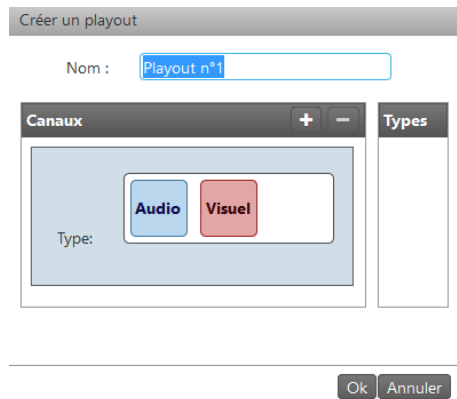 Créer un playout
Nom : Playout n°1
Canaux + − Types
Audio Visuel
Type:
Ok Annuler